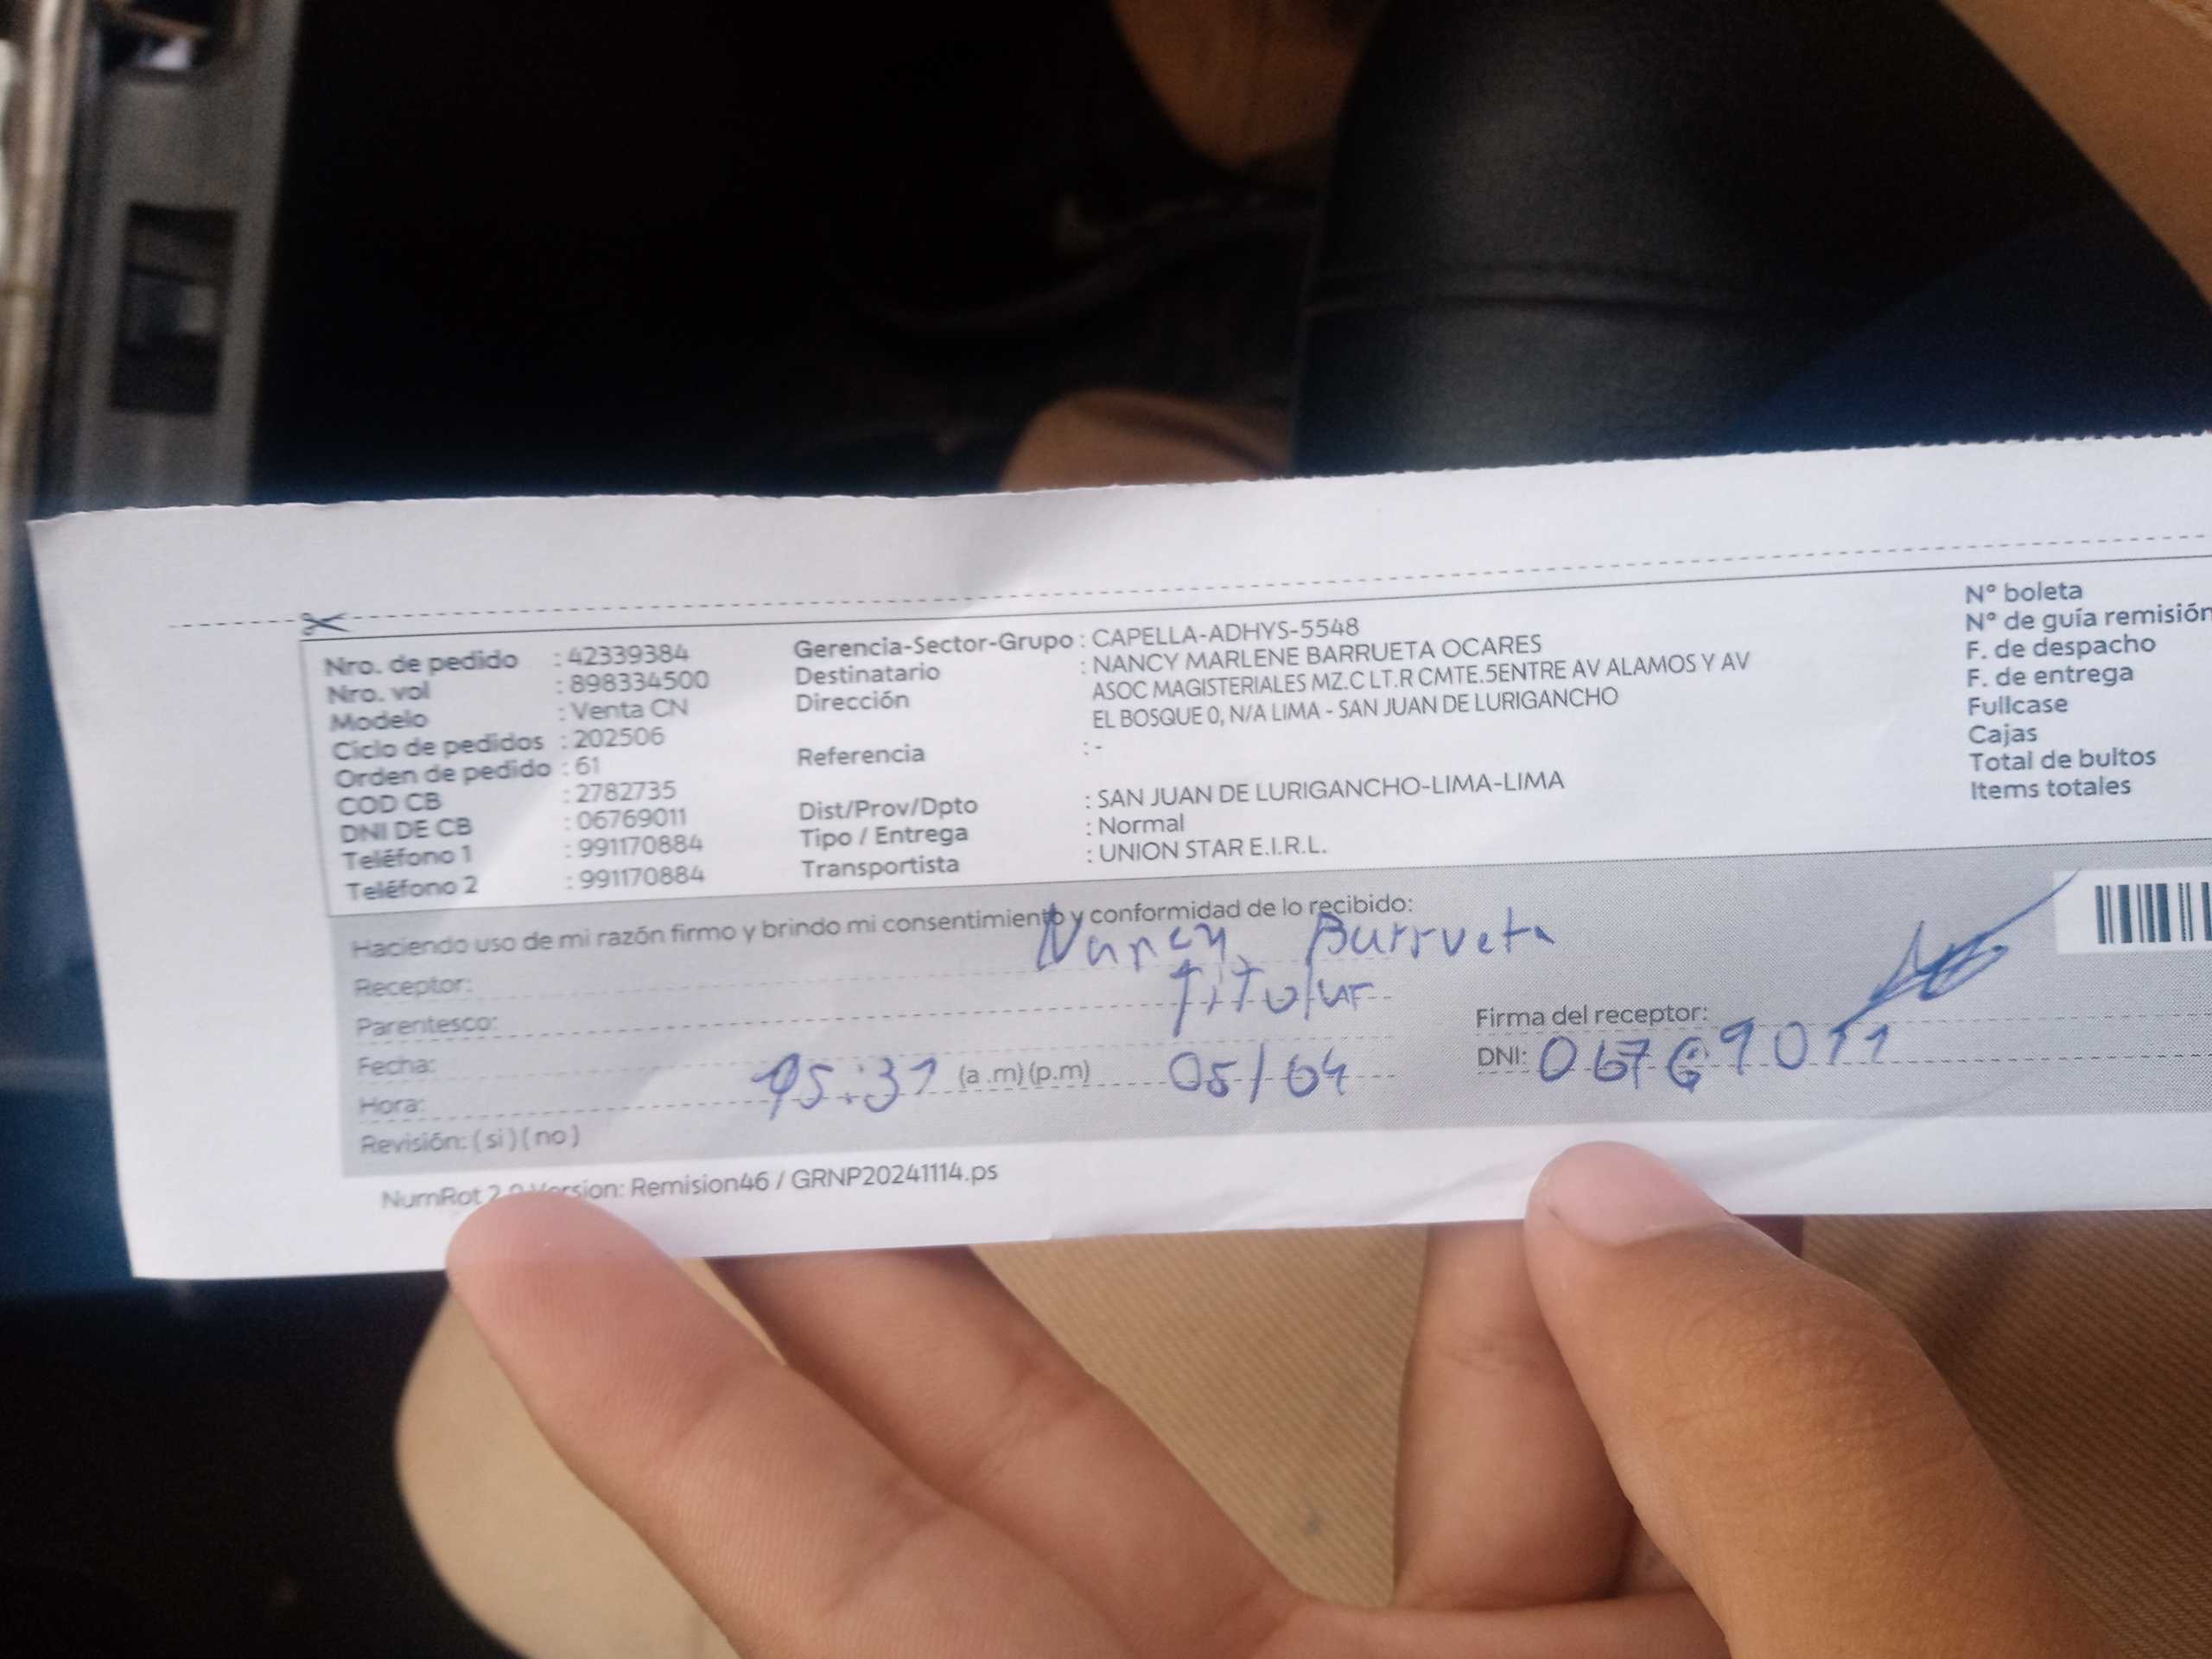 Nro. de pedido : 42339384
Nro. vol : 898334500
Modelo : Venta CN
Ciclo de pedidos : 202506
Orden de pedido : 61
COD CB : 2782735
DNI DE CB : 06769011
Teléfono 1 : 991170884
Teléfono 2 : 991170884
Gerencia-Sector-Grupo : CAPELLA-ADHYS-5548
Destinatario : NANCY MARLENE BARRUETA OCARES
Dirección ASOC MAGISTERIALES MZ.C LT.R CMTE.5ENTRE AV ALAMOS Y AV
EL BOSQUE 0, N/A LIMA - SAN JUAN DE LURIGANCHO
Referencia : -
Dist/Prov/Dpto : SAN JUAN DE LURIGANCHO-LIMA-LIMA
Tipo / Entrega : Normal
Transportista : UNION STAR E.I.R.L.
N° boleta
N° de guía remisión
F. de despacho
F. de entrega
Fullcase
Cajas
Total de bultos
Items totales
Haciendo uso de mi razón firmo y brindo mi consentimiento y conformidad de lo recibido:
Receptor: Nancy Barrueta
Parentesco: Titular
Fecha:
Hora: 15:31 (a .m) (p.m) 05/04
Revisión: ( si ) ( no )
Firma del receptor:
DNI: 06769011
NumRot 2.0 Version: Remision46 / GRNP20241114.ps